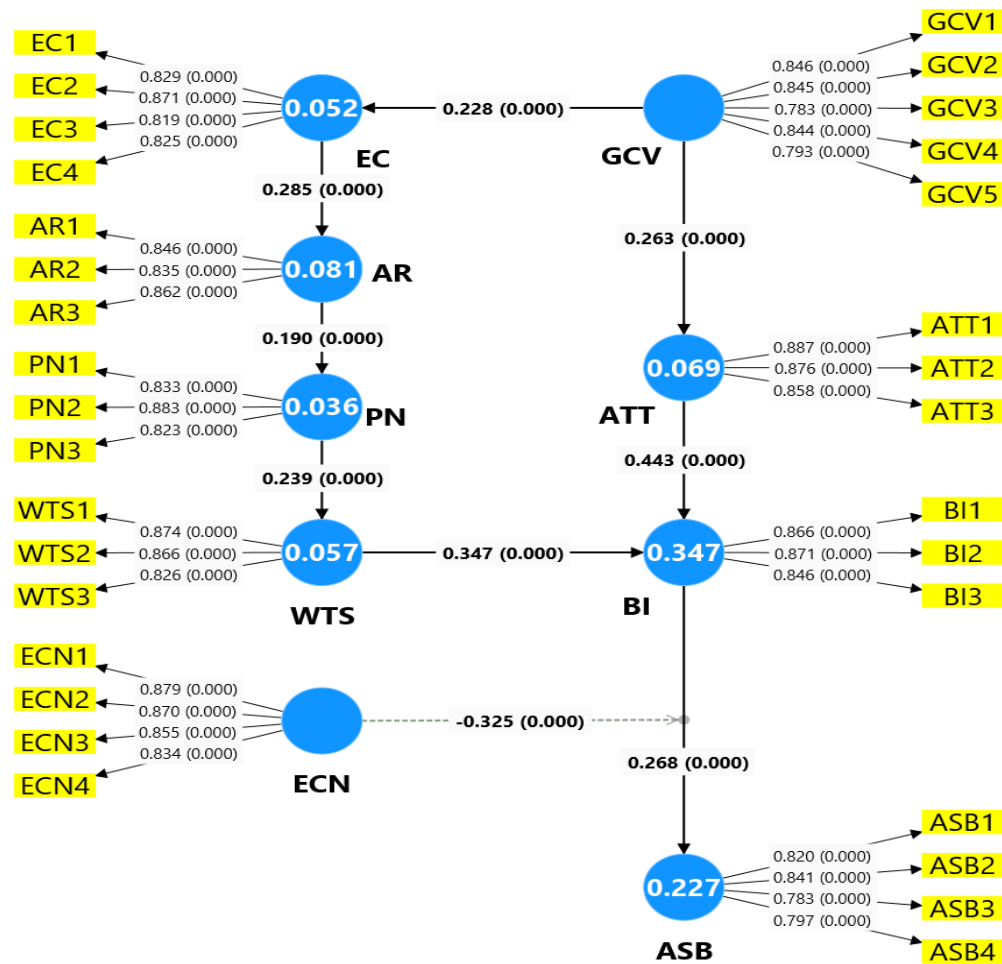 EC1
EC2
EC3
EC4
0.829 (0.000)
0.871 (0.000)
0.819 (0.000)
0.825 (0.000)
0.052
EC
0.228 (0.000)
GCV
0.846 (0.000)
0.845 (0.000)
0.783 (0.000)
0.844 (0.000)
0.793 (0.000)
GCV1
GCV2
GCV3
GCV4
GCV5
0.285 (0.000)
0.263 (0.000)
AR1
AR2
AR3
0.846 (0.000)
0.835 (0.000)
0.862 (0.000)
0.081
AR
0.190 (0.000)
PN1
PN2
PN3
0.833 (0.000)
0.883 (0.000)
0.823 (0.000)
0.036
PN
0.069
ATT
0.887 (0.000)
0.876 (0.000)
0.858 (0.000)
ATT1
ATT2
ATT3
0.239 (0.000)
0.443 (0.000)
WTS1
WTS2
WTS3
0.874 (0.000)
0.866 (0.000)
0.826 (0.000)
0.057
WTS
0.347 (0.000)
0.347
BI
0.866 (0.000)
0.871 (0.000)
0.846 (0.000)
BI1
BI2
BI3
ECN1
ECN2
ECN3
ECN4
0.879 (0.000)
0.870 (0.000)
0.855 (0.000)
0.834 (0.000)
ECN
-0.325 (0.000)
0.268 (0.000)
0.227
ASB
0.820 (0.000)
0.841 (0.000)
0.783 (0.000)
0.797 (0.000)
ASB1
ASB2
ASB3
ASB4